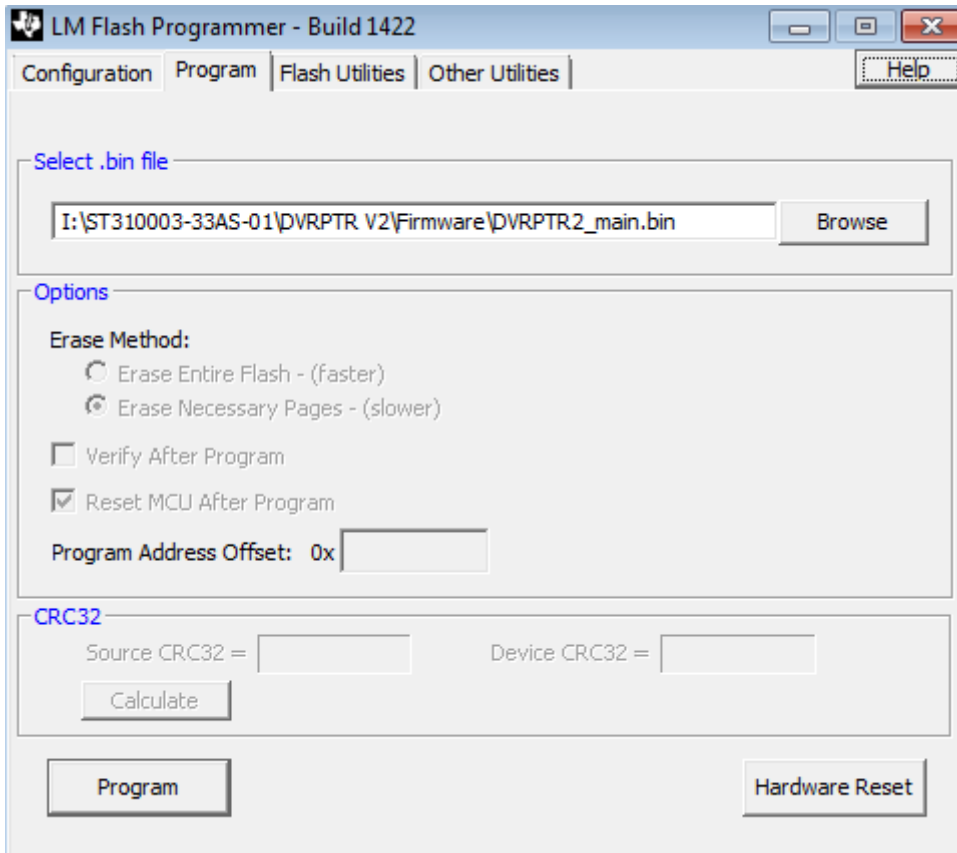 LM Flash Programmer - Build 1422
Configuration Program Flash Utilities Other Utilities Help
Select .bin file
I:\ST310003-33AS-01\DVRPTR V2\Firmware\DVRPTR2_main.bin Browse
Options
Erase Method:
Erase Entire Flash - (faster)
Erase Necessary Pages - (slower)
Verify After Program
Reset MCU After Program
Program Address Offset: 0x
CRC32
Source CRC32 = Device CRC32 =
Calculate
Program Hardware Reset